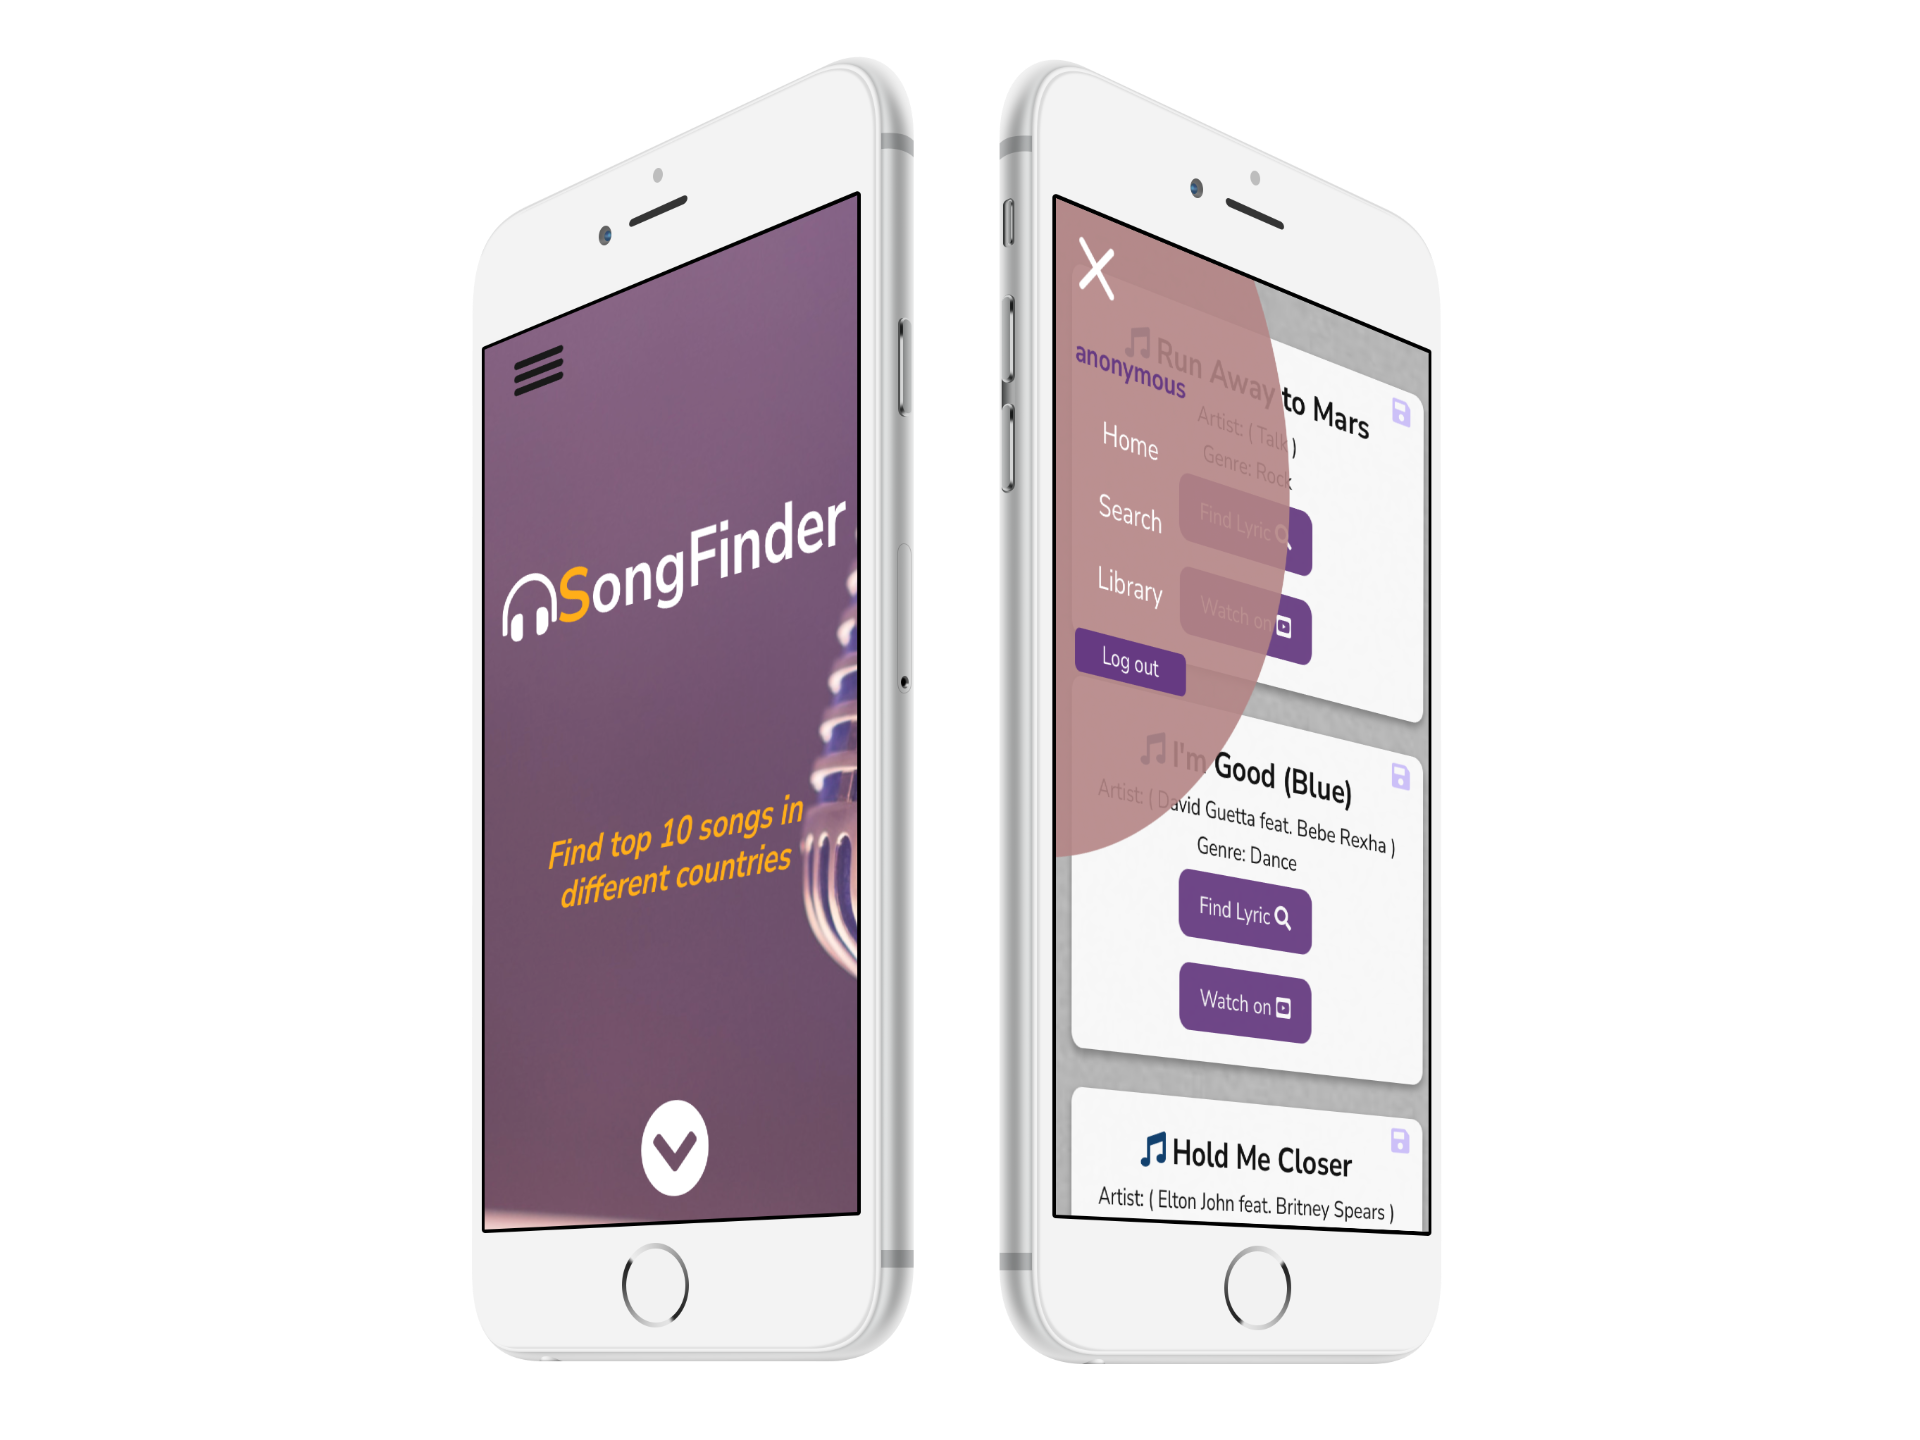 SongFinder
Find top 10 songs in
different countries
anonymous
Home
Search
Library
Log out
Run Away to Mars
Artist: ( Talk )
Genre: Rock
Find Lyric
Watch on
I'm Good (Blue)
Artist: ( David Guetta feat. Bebe Rexha )
Genre: Dance
Find Lyric
Watch on
Hold Me Closer
Artist: ( Elton John feat. Britney Spears )